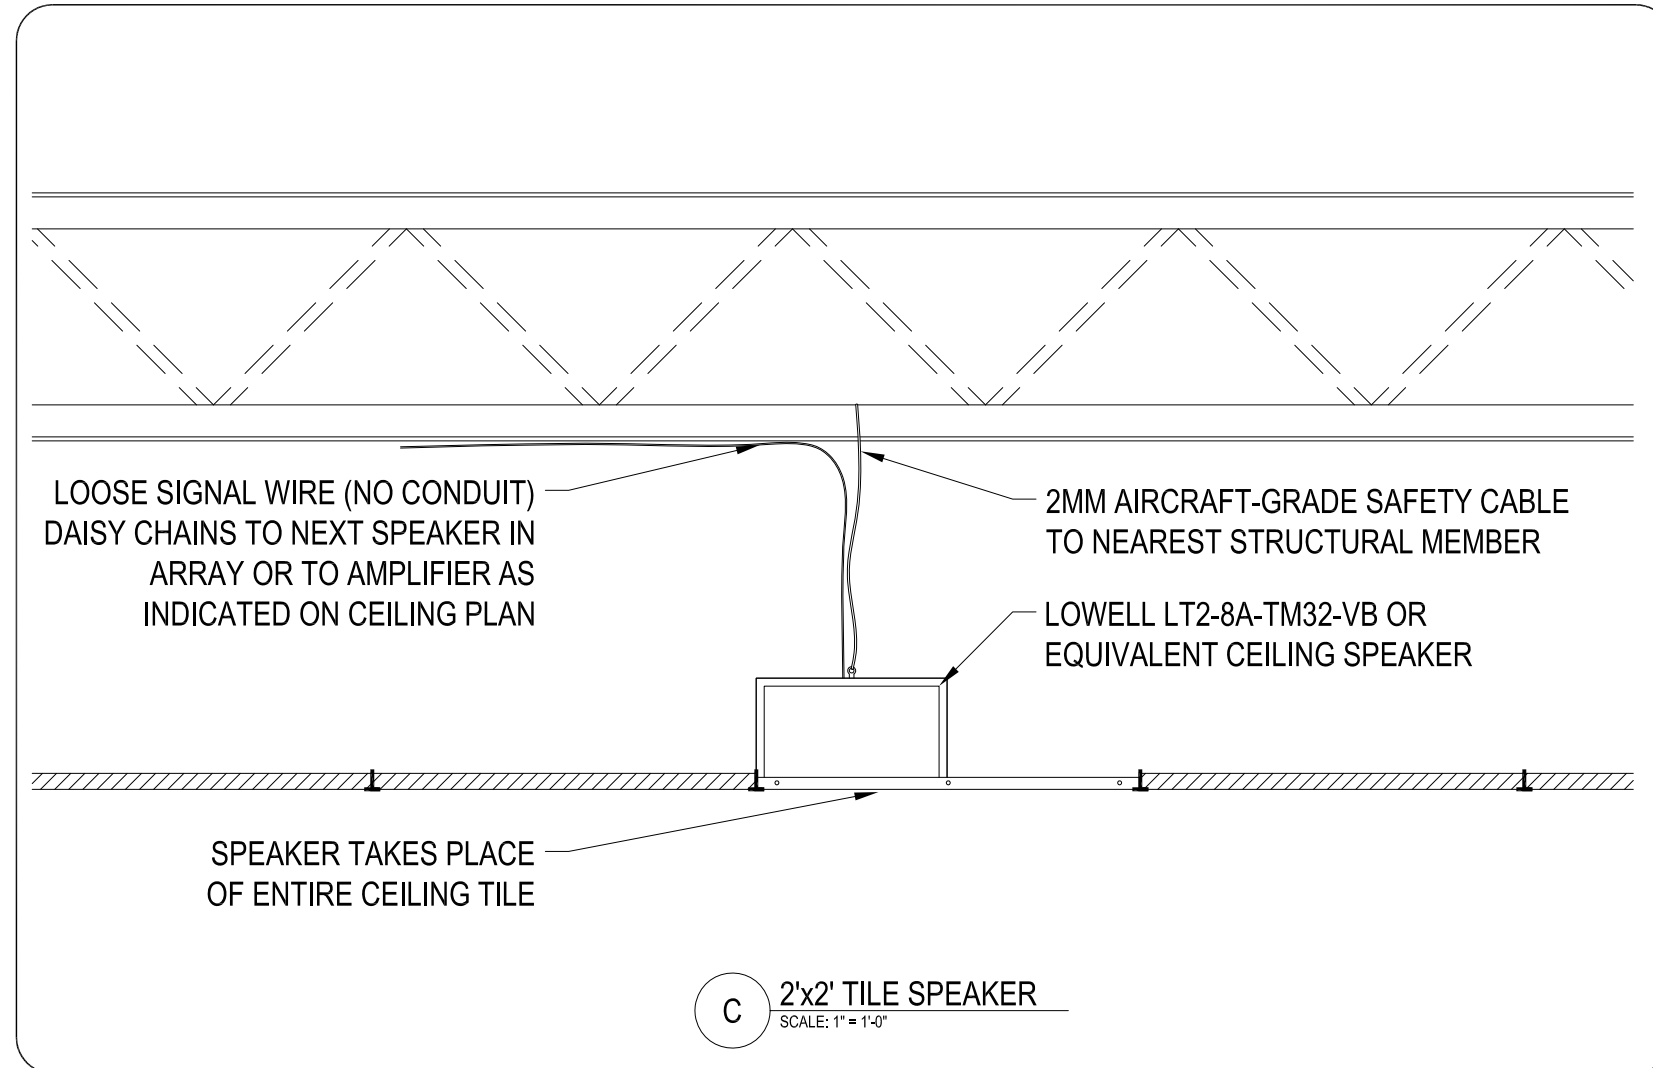 LOOSE SIGNAL WIRE (NO CONDUIT)
DAISY CHAINS TO NEXT SPEAKER IN
ARRAY OR TO AMPLIFIER AS
INDICATED ON CEILING PLAN
2MM AIRCRAFT-GRADE SAFETY CABLE
TO NEAREST STRUCTURAL MEMBER
LOWELL LT2-8A-TM32-VB OR
EQUIVALENT CEILING SPEAKER
SPEAKER TAKES PLACE
OF ENTIRE CEILING TILE
C
2'x2' TILE SPEAKER
SCALE: 1" = 1'-0"